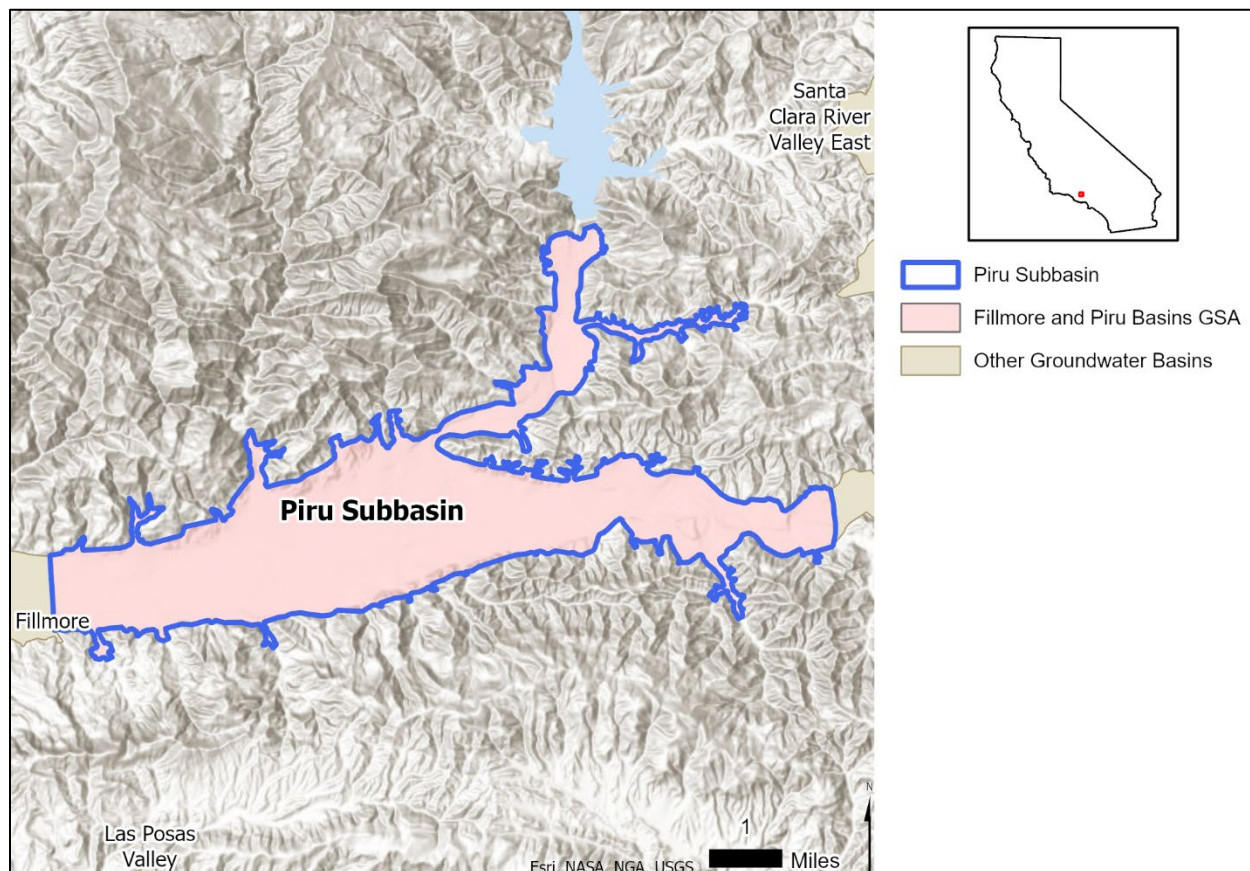 Santa
Clara River
Valley East
Piru Subbasin
Fillmore
Las Posas
Valley
1
Miles
Esri, NASA, NGA, USGS
N
Piru Subbasin
Fillmore and Piru Basins GSA
Other Groundwater Basins